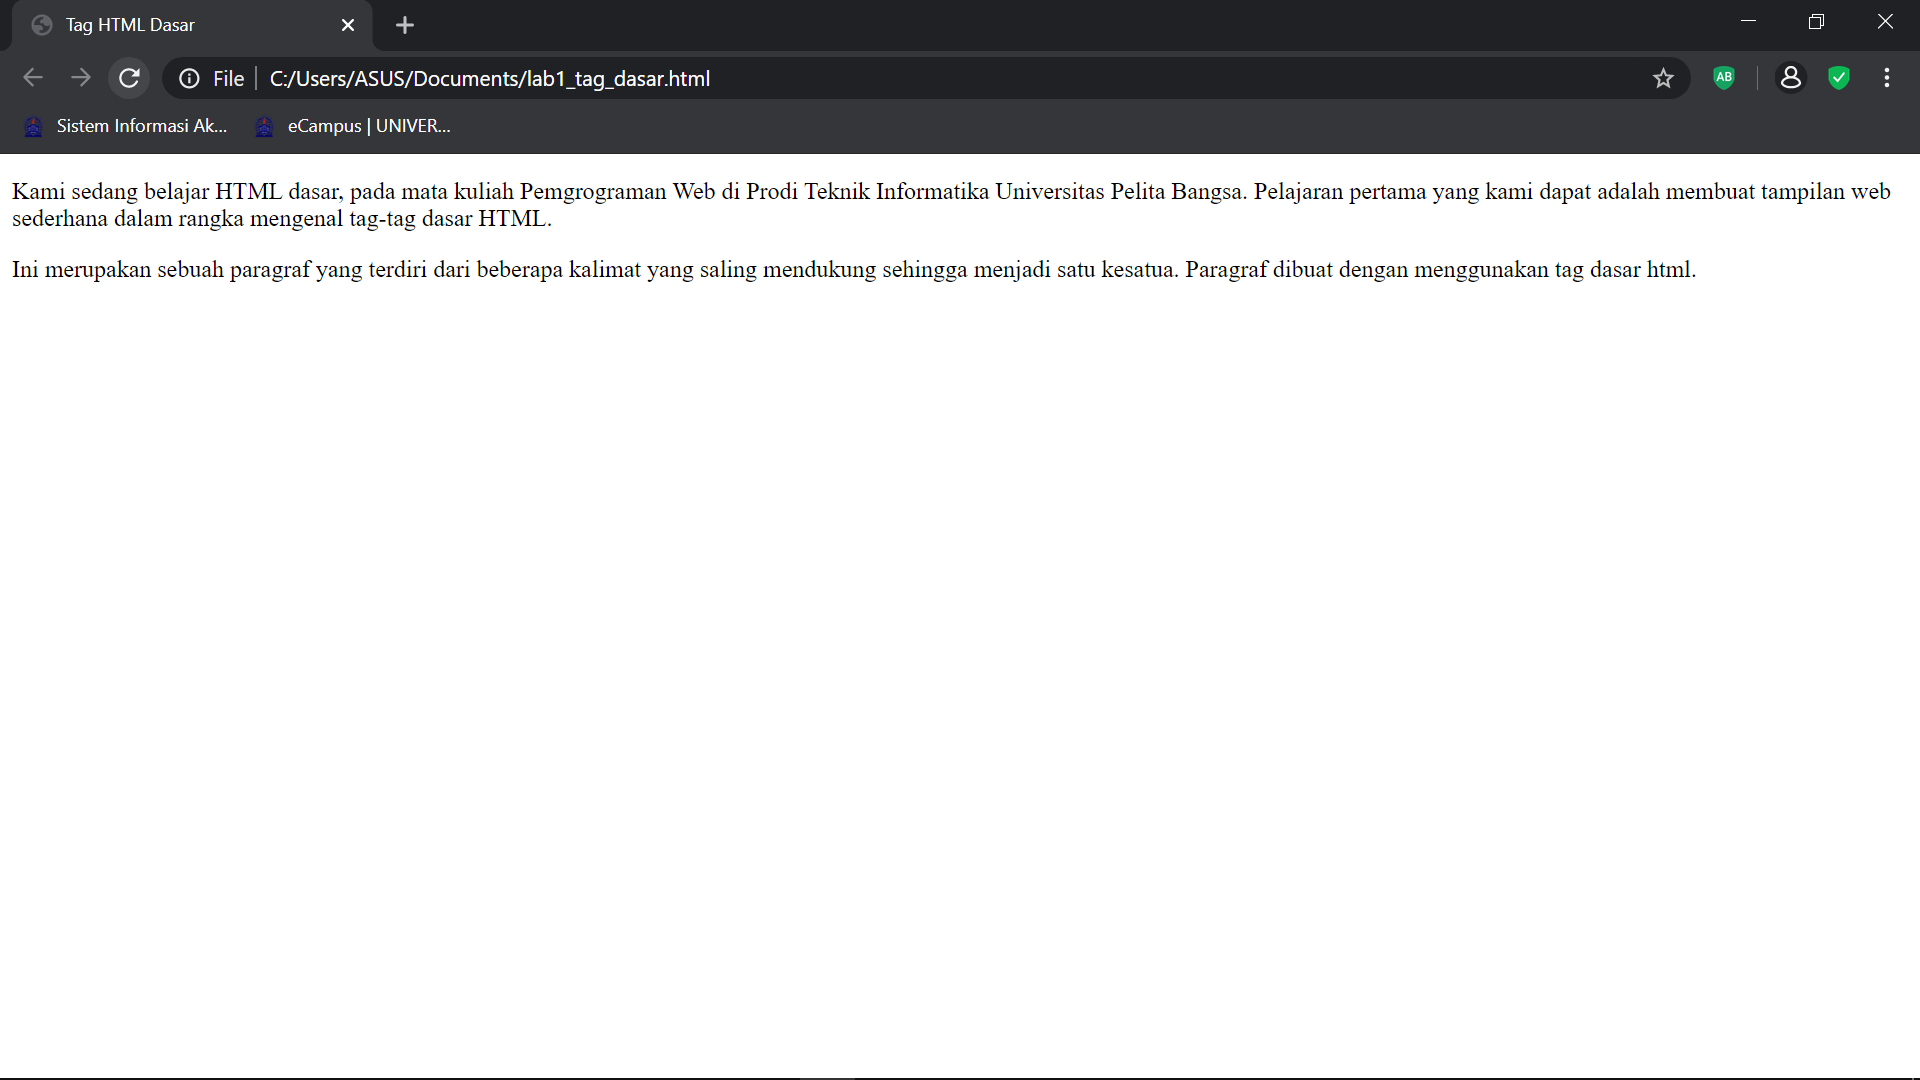 Tag HTML Dasar
File
C:/Users/ASUS/Documents/lab1_tag_dasar.html
AB
Sistem Informasi Ak...
eCampus | UNIVER...
Kami sedang belajar HTML dasar, pada mata kuliah Pemgrograman Web di Prodi Teknik Informatika Universitas Pelita Bangsa. Pelajaran pertama yang kami dapat adalah membuat tampilan web
sederhana dalam rangka mengenal tag-tag dasar HTML.
Ini merupakan sebuah paragraf yang terdiri dari beberapa kalimat yang saling mendukung sehingga menjadi satu kesatua. Paragraf dibuat dengan menggunakan tag dasar html.